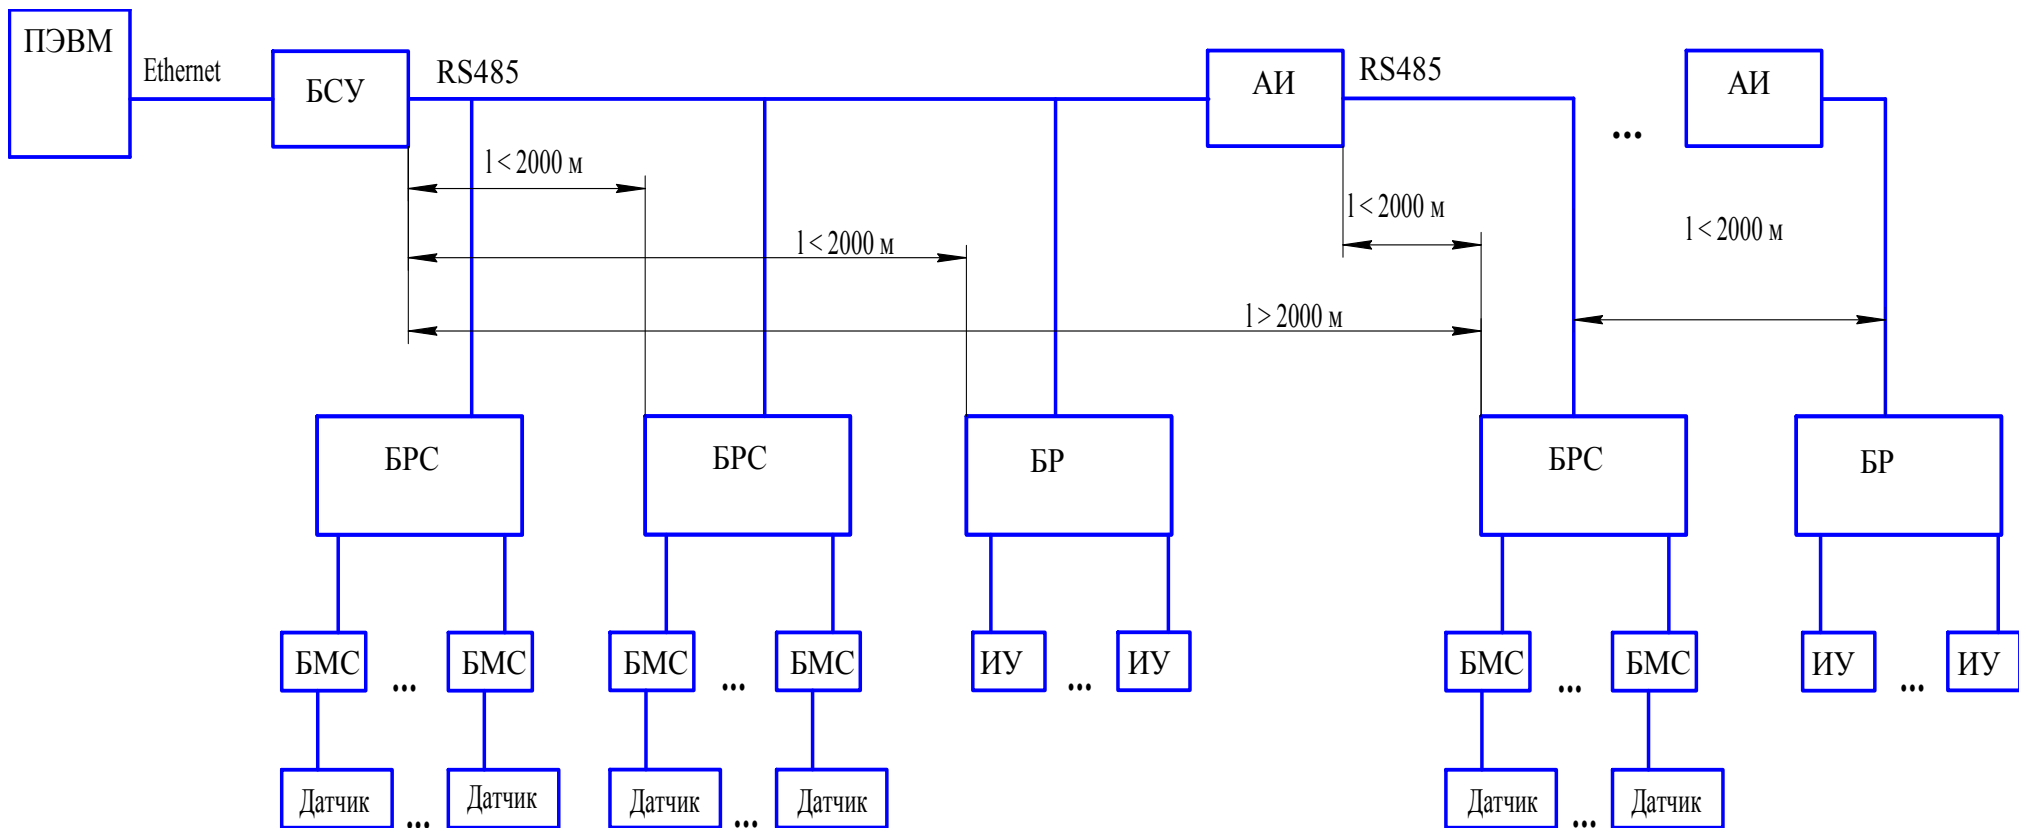 ПЭВМ
Ethernet
БСУ
RS485
АИ
RS485
...
АИ
l < 2000 м
l < 2000 м
l < 2000 м
l < 2000 м
l > 2000 м
БРС
БРС
БР
БРС
БР
БМС ... БМС
БМС ... БМС
ИУ ... ИУ
БМС ... БМС
ИУ ... ИУ
Датчик ... Датчик
Датчик ... Датчик
Датчик ... Датчик